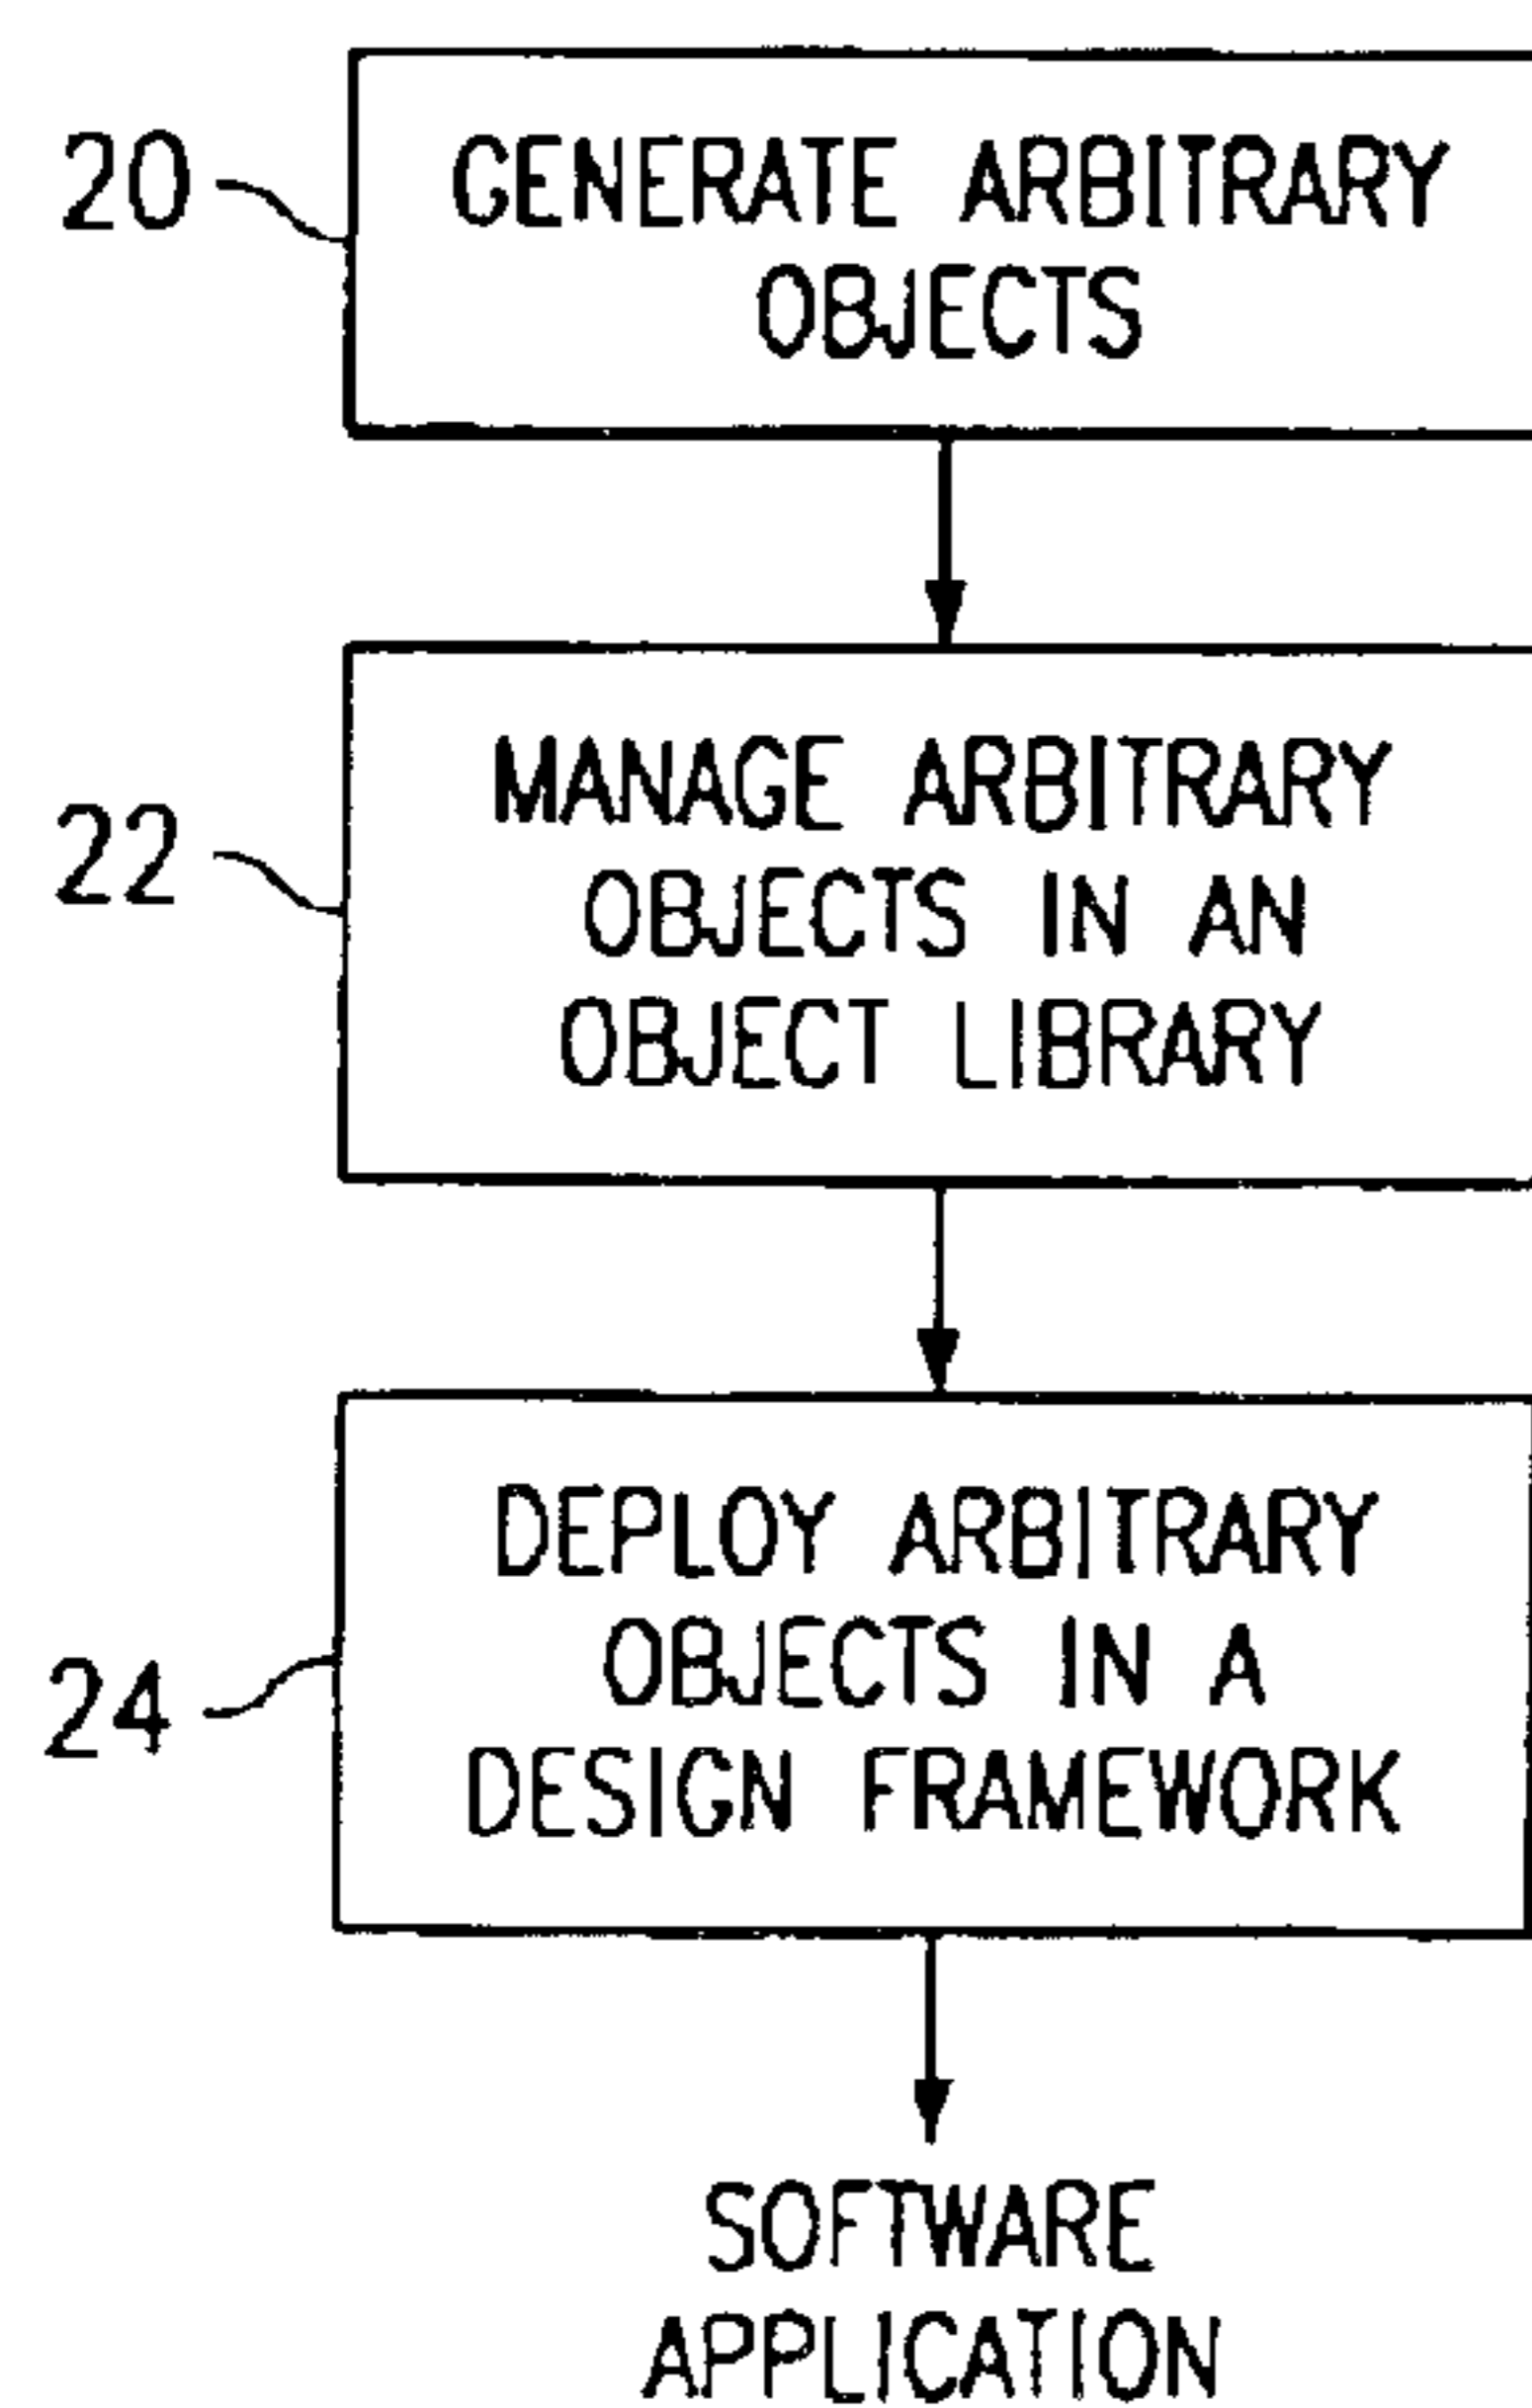 20
GENERATE ARBITRARY
OBJECTS
22
MANAGE ARBITRARY
OBJECTS IN AN
OBJECT LIBRARY
24
DEPLOY ARBITRARY
OBJECTS IN A
DESIGN FRAMEWORK
SOFTWARE
APPLICATION